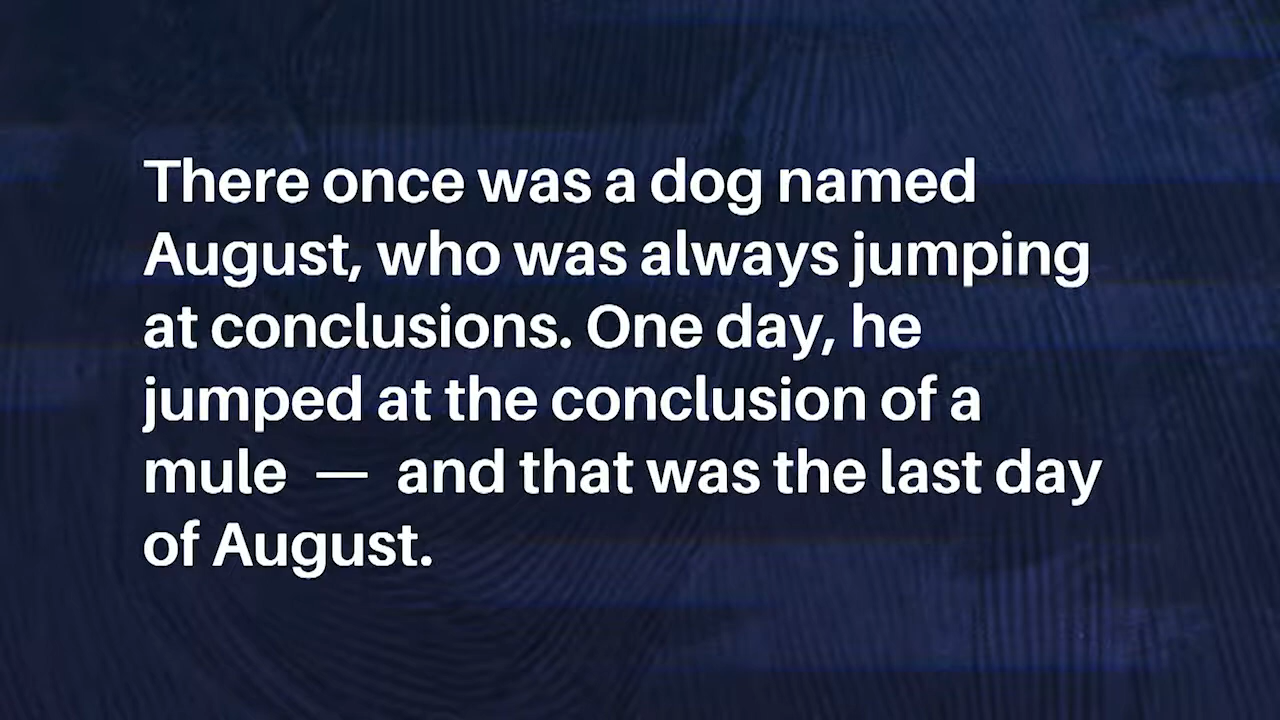 There once was a dog named
August, who was always jumping
at conclusions. One day, he
jumped at the conclusion of a
mule — and that was the last day
of August.